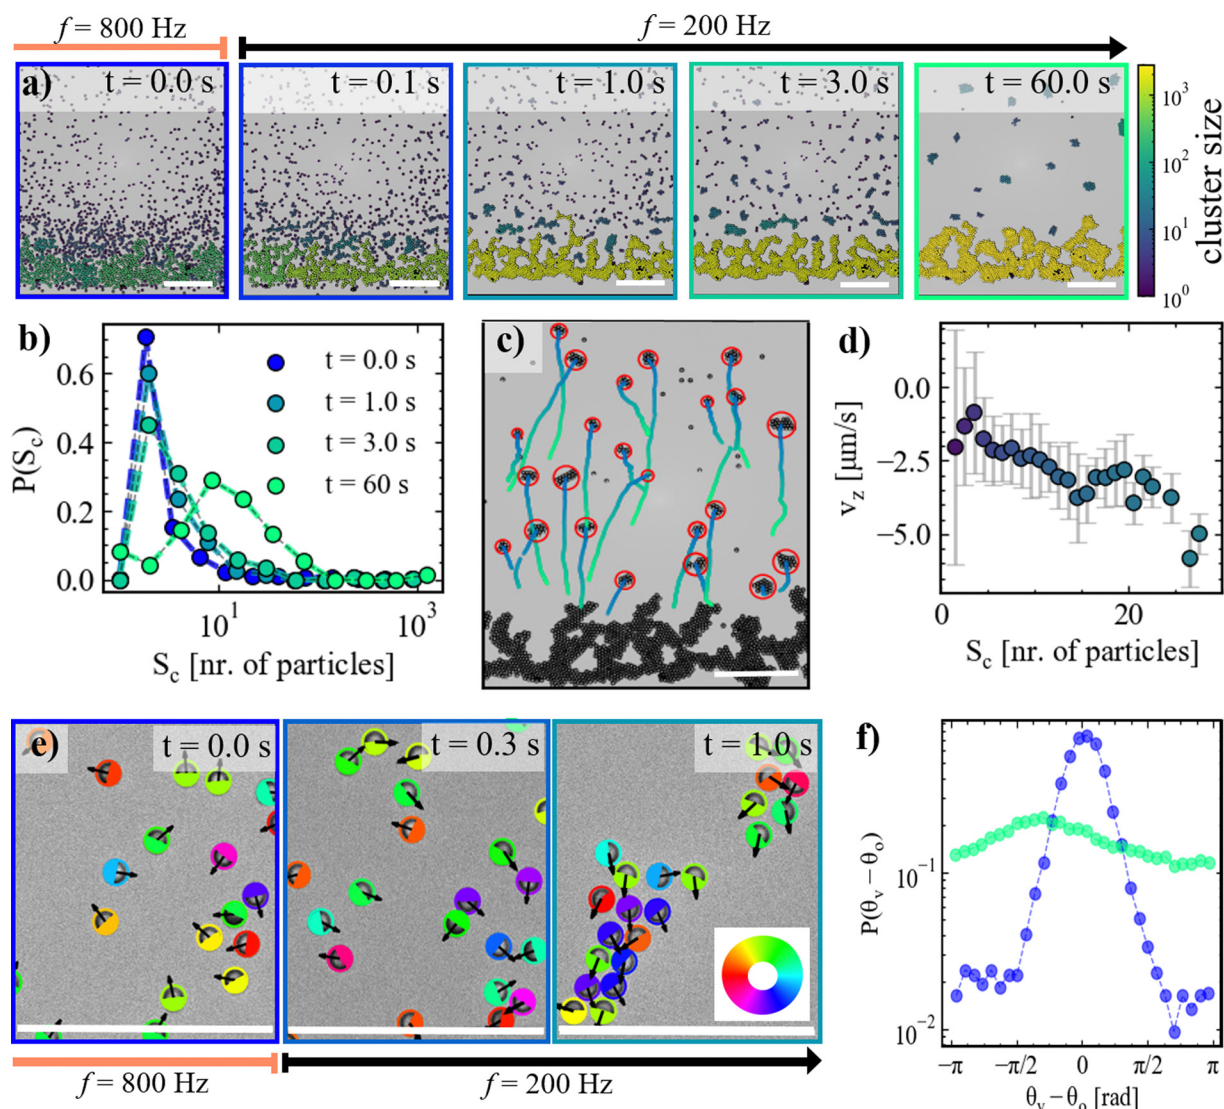 f = 800 Hz
f = 200 Hz
a)
t = 0.0 s
t = 0.1 s
t = 1.0 s
t = 3.0 s
t = 60.0 s
10³
10²
10¹
10⁰
cluster size
b)
t = 0.0 s
t = 1.0 s
t = 3.0 s
t = 60 s
0.6
0.4
0.2
0.0
P(S_c)
10¹
10³
S_c [nr. of particles]
c)
d)
0.0
−2.5
−5.0
v_z [μm/s]
0
20
S_c [nr. of particles]
e)
t = 0.0 s
t = 0.3 s
t = 1.0 s
f = 800 Hz
f = 200 Hz
f)
10⁻¹
10⁻²
P(θ_v − θ_o)
−π
−π/2
0
π/2
π
θ_v − θ_o [rad]